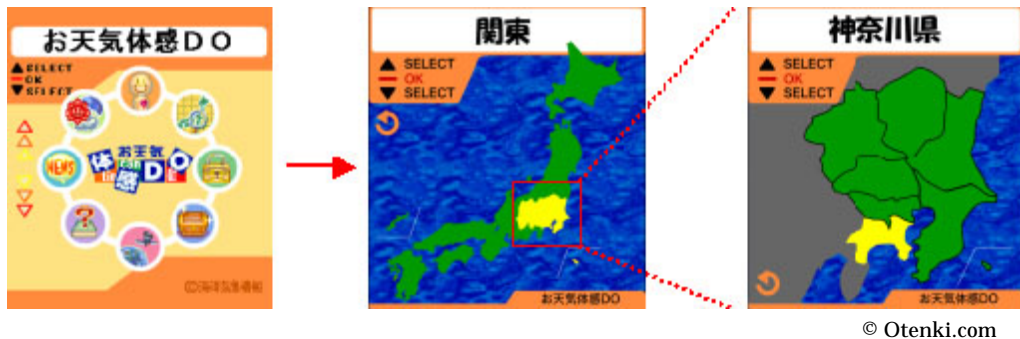 お天気体感DO
▲ SELECT
OK
▼ SELECT
NEWS
お天気
体感DO
関東
▲ SELECT
OK
▼ SELECT
お天気体感DO
神奈川県
▲ SELECT
OK
▼ SELECT
お天気体感DO
© Otenki.com